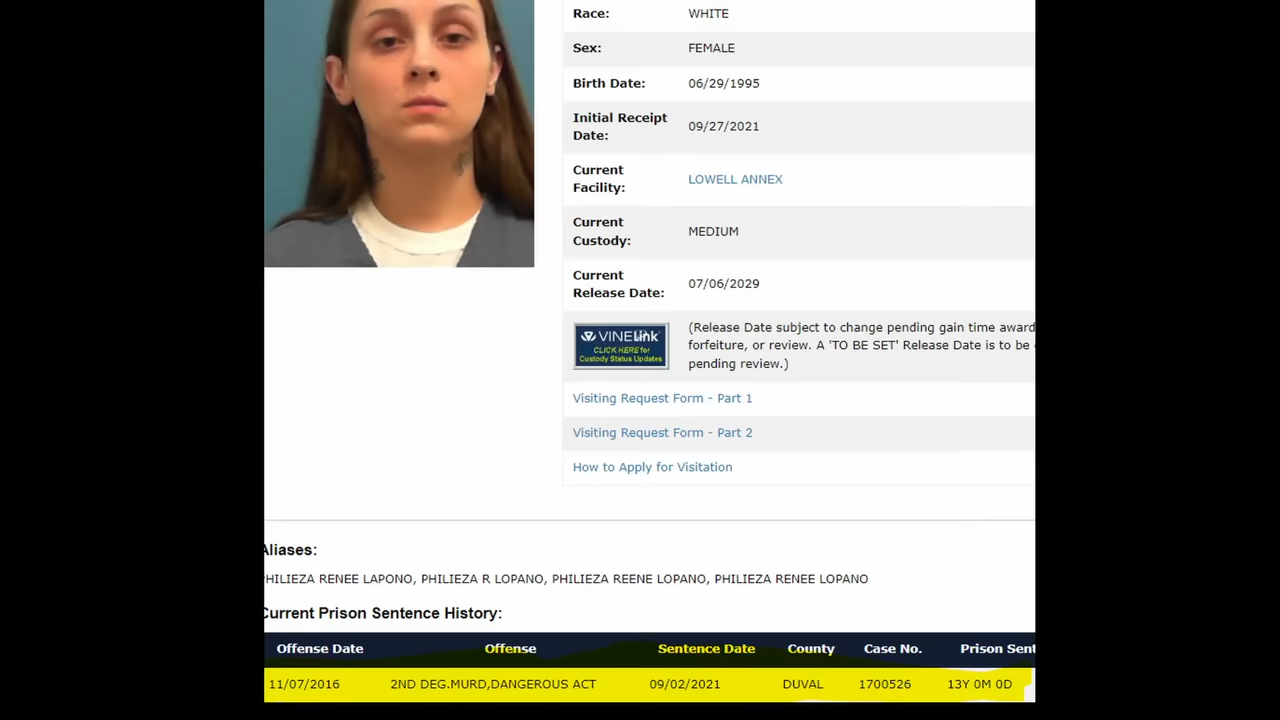 Race: WHITE
Sex: FEMALE
Birth Date: 06/29/1995
Initial Receipt
Date: 09/27/2021
Current
Facility: LOWELL ANNEX
Current
Custody: MEDIUM
Current
Release Date: 07/06/2029
VINELink
CLICK HERE for
Custody Status Updates
(Release Date subject to change pending gain time award
forfeiture, or review. A 'TO BE SET' Release Date is to be
pending review.)
Visiting Request Form - Part 1
Visiting Request Form - Part 2
How to Apply for Visitation
Aliases:
PHILIEZA RENEE LAPONO, PHILIEZA R LOPANO, PHILIEZA REENE LOPANO, PHILIEZA RENEE LOPANO
Current Prison Sentence History:
Offense Date Offense Sentence Date County Case No. Prison Sent
11/07/2016 2ND DEG.MURD,DANGEROUS ACT 09/02/2021 DUVAL 1700526 13Y 0M 0D